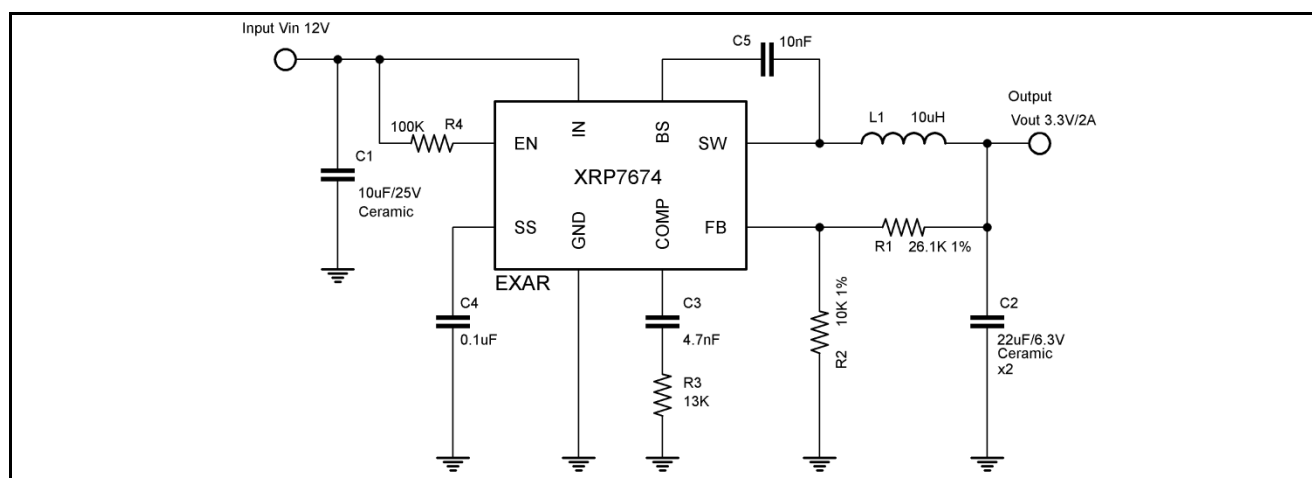 Input Vin 12V
C5
10nF
100K
R4
C1
10uF/25V
Ceramic
EN
IN
BS
SW
XRP7674
SS
GND
COMP
FB
EXAR
L1
10uH
Output
Vout 3.3V/2A
R1
26.1K 1%
C4
0.1uF
C3
4.7nF
R3
13K
10K 1%
R2
C2
22uF/6.3V
Ceramic
x2